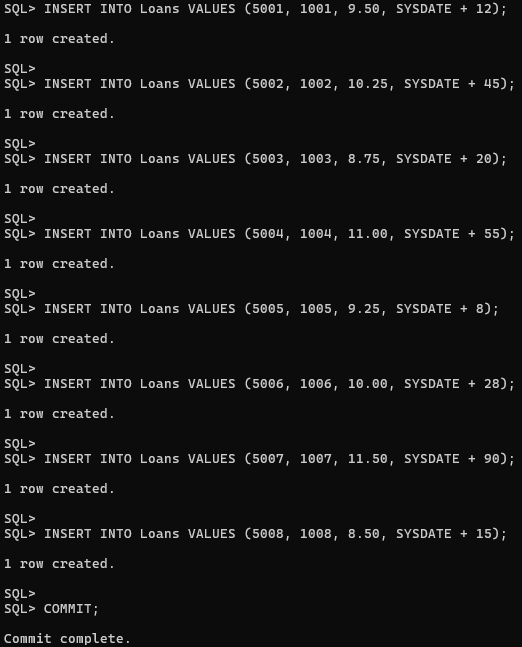 SQL> INSERT INTO Loans VALUES (5001, 1001, 9.50, SYSDATE + 12);
1 row created.
SQL>
SQL> INSERT INTO Loans VALUES (5002, 1002, 10.25, SYSDATE + 45);
1 row created.
SQL>
SQL> INSERT INTO Loans VALUES (5003, 1003, 8.75, SYSDATE + 20);
1 row created.
SQL>
SQL> INSERT INTO Loans VALUES (5004, 1004, 11.00, SYSDATE + 55);
1 row created.
SQL>
SQL> INSERT INTO Loans VALUES (5005, 1005, 9.25, SYSDATE + 8);
1 row created.
SQL>
SQL> INSERT INTO Loans VALUES (5006, 1006, 10.00, SYSDATE + 28);
1 row created.
SQL>
SQL> INSERT INTO Loans VALUES (5007, 1007, 11.50, SYSDATE + 90);
1 row created.
SQL>
SQL> INSERT INTO Loans VALUES (5008, 1008, 8.50, SYSDATE + 15);
1 row created.
SQL>
SQL> COMMIT;
Commit complete.